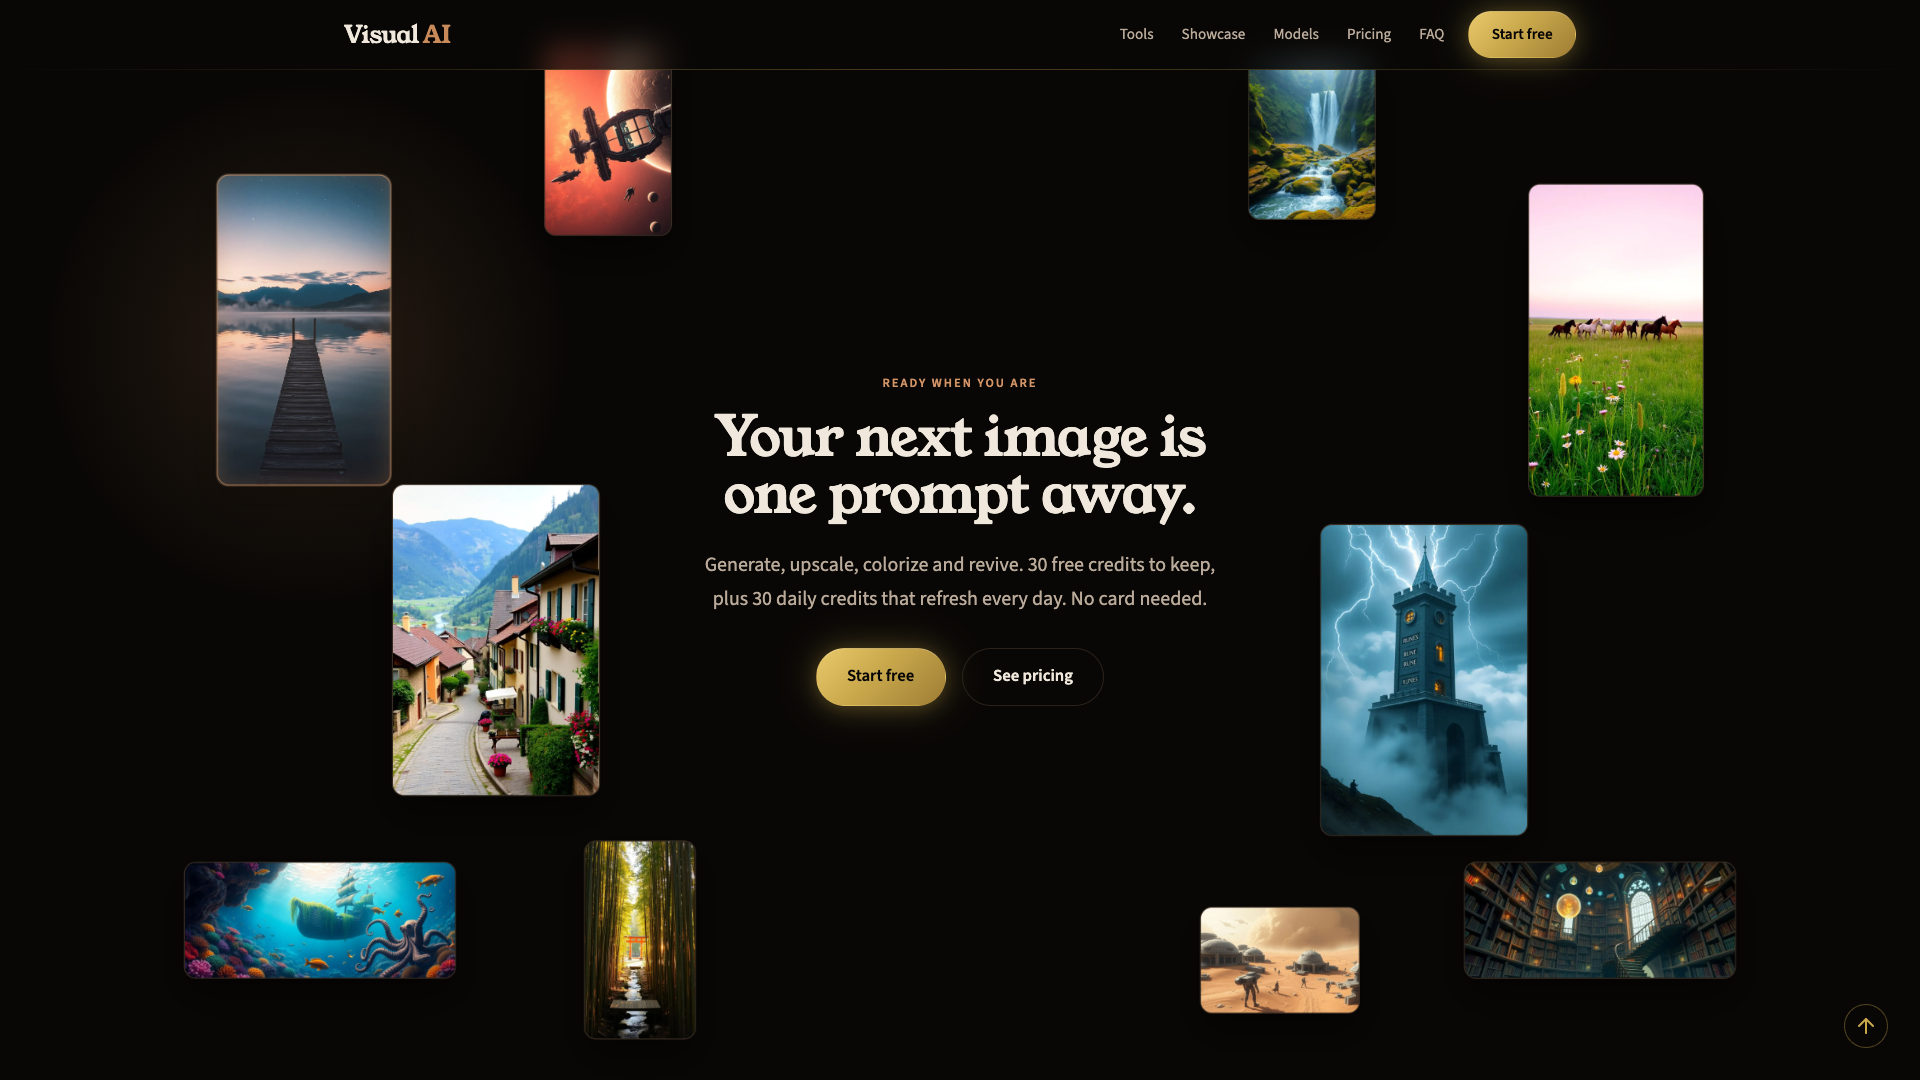 Visual AI
Tools
Showcase
Models
Pricing
FAQ
Start free
READY WHEN YOU ARE
Your next image is
one prompt away.
Generate, upscale, colorize and revive. 30 free credits to keep,
plus 30 daily credits that refresh every day. No card needed.
Start free
See pricing